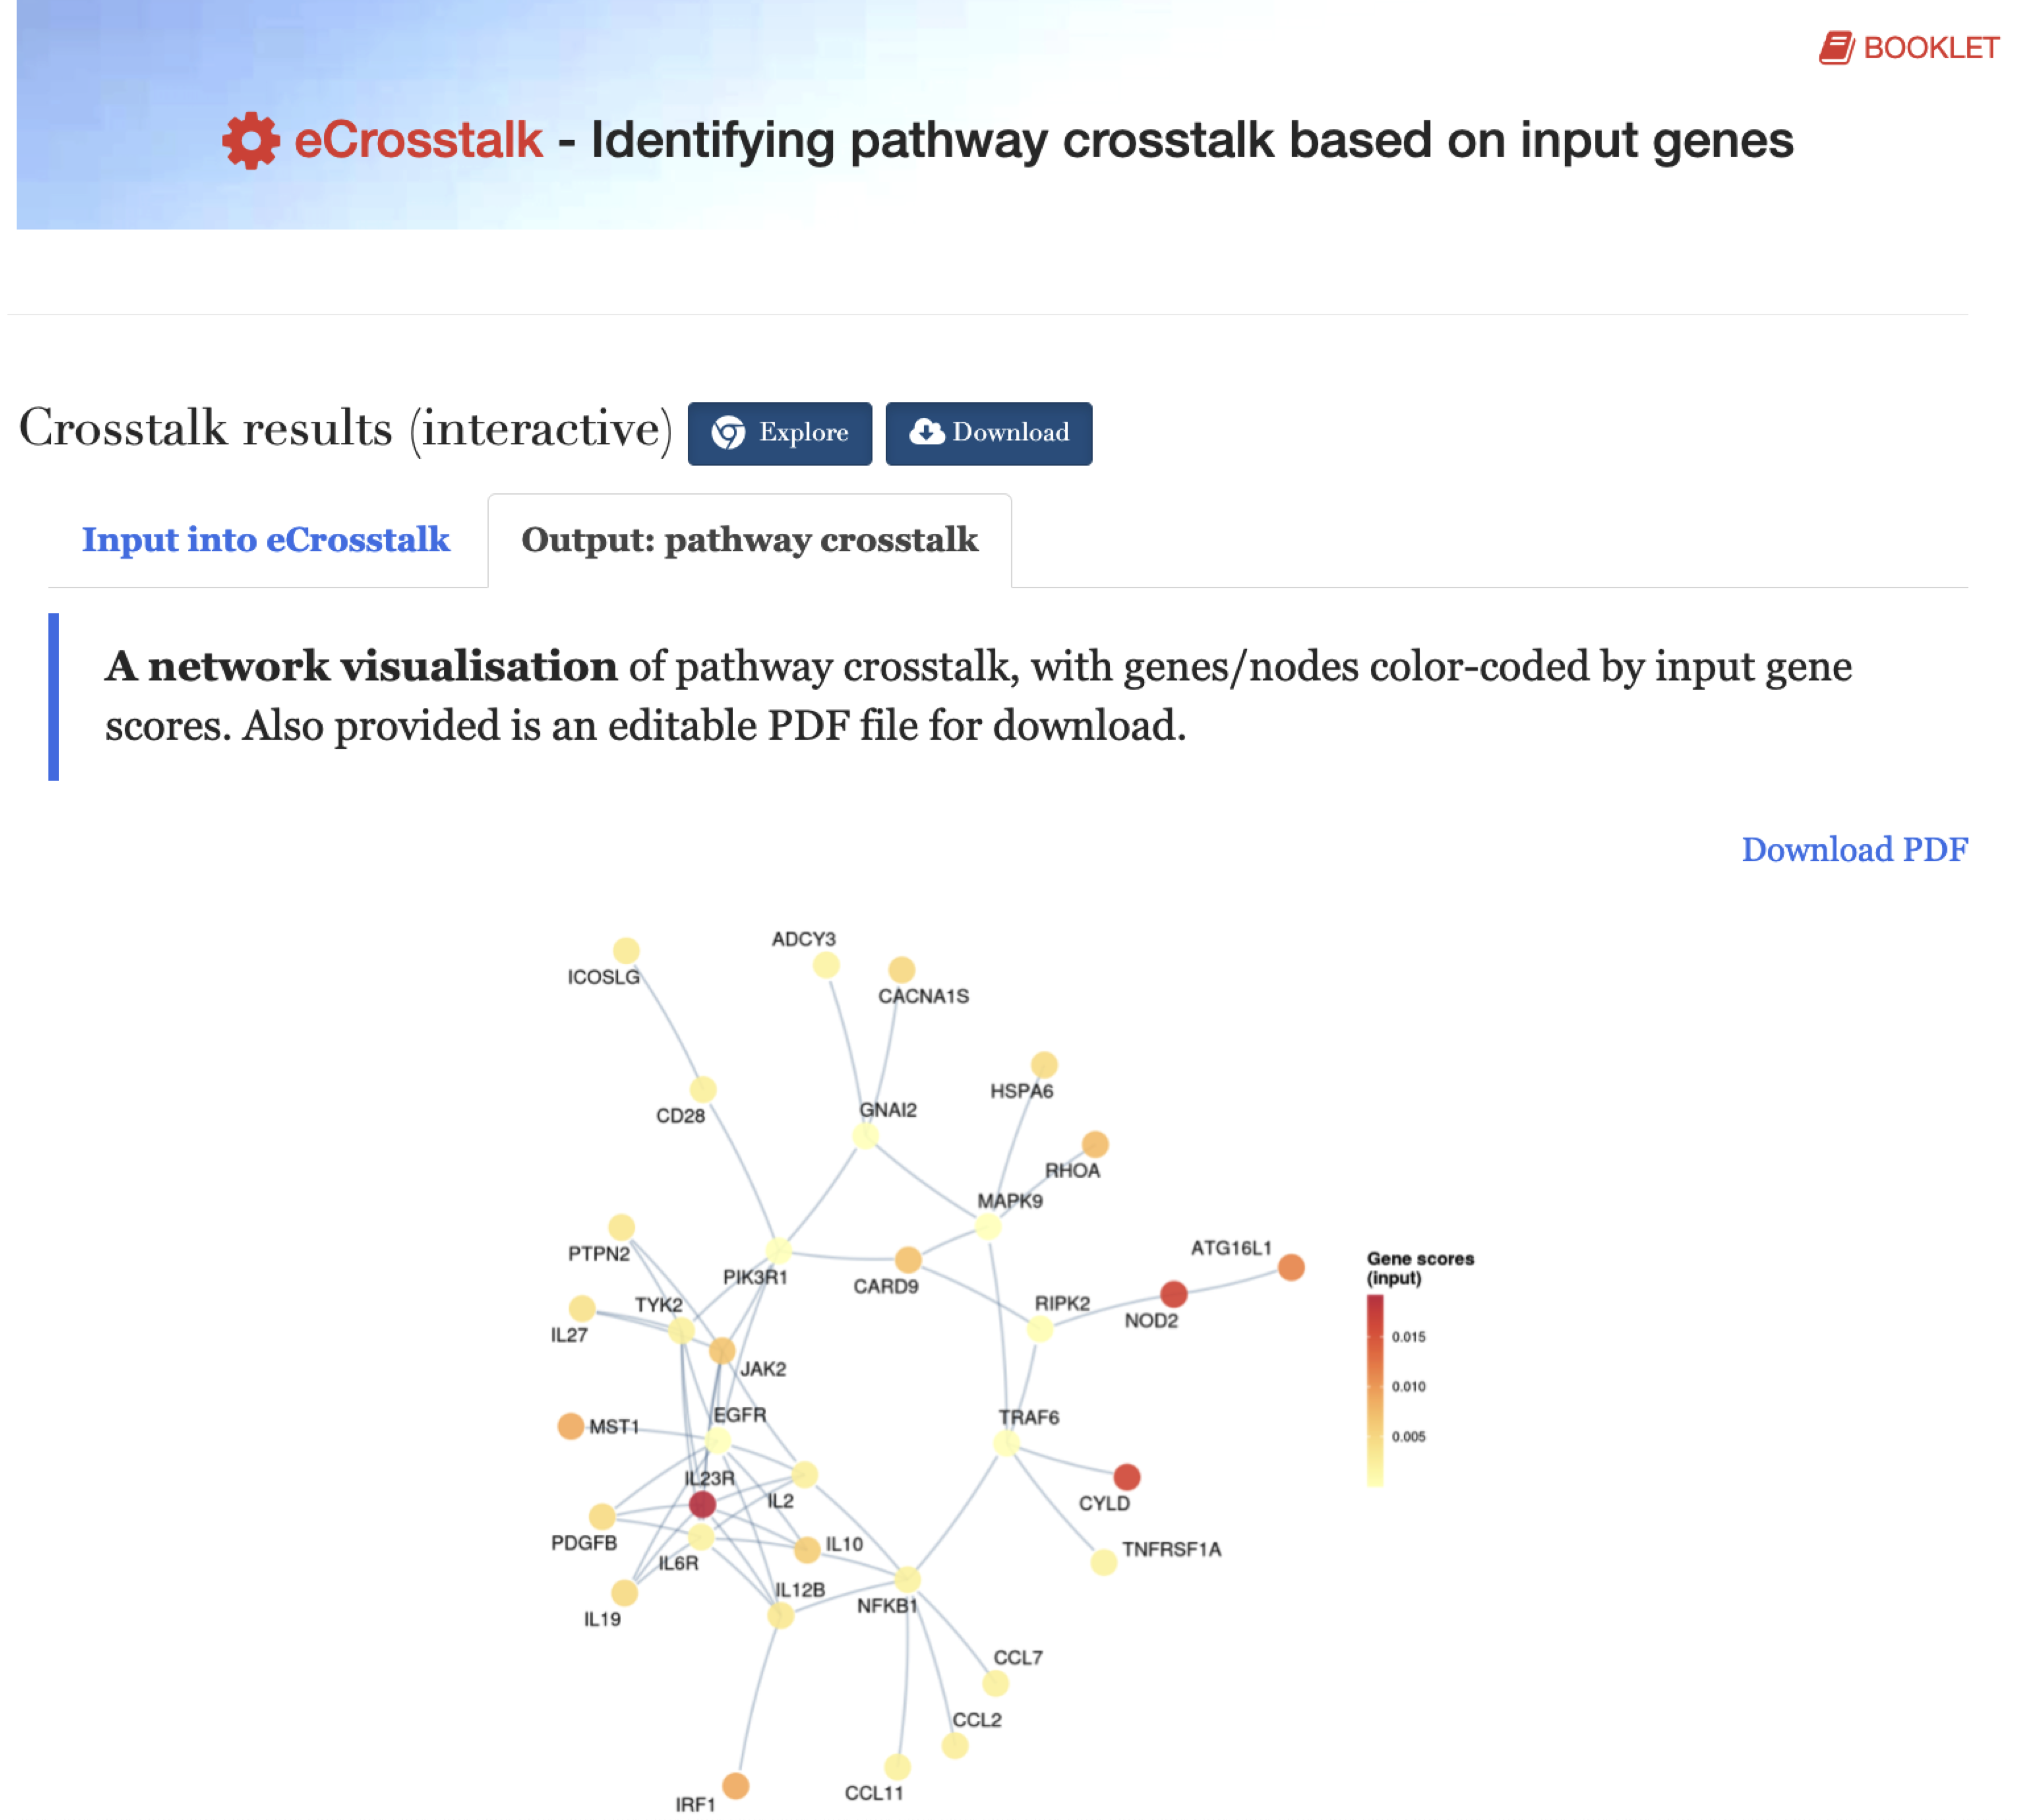 BOOKLET
eCrosstalk - Identifying pathway crosstalk based on input genes
Crosstalk results (interactive) Explore Download
Input into eCrosstalk Output: pathway crosstalk
A network visualisation of pathway crosstalk, with genes/nodes color-coded by input gene
scores. Also provided is an editable PDF file for download.
Download PDF
ADCY3
ICOSLG
CACNA1S
HSPA6
CD28
GNAI2
RHOA
MAPK9
ATG16L1
PTPN2
PIK3R1
CARD9
TYK2
RIPK2
NOD2
IL27
JAK2
EGFR
TRAF6
MST1
IL23R
IL2
CYLD
PDGFB
IL10
TNFRSF1A
IL6R
IL12B
NFKB1
IL19
CCL7
CCL2
CCL11
IRF1
Gene scores
(input)
0.015
0.010
0.005